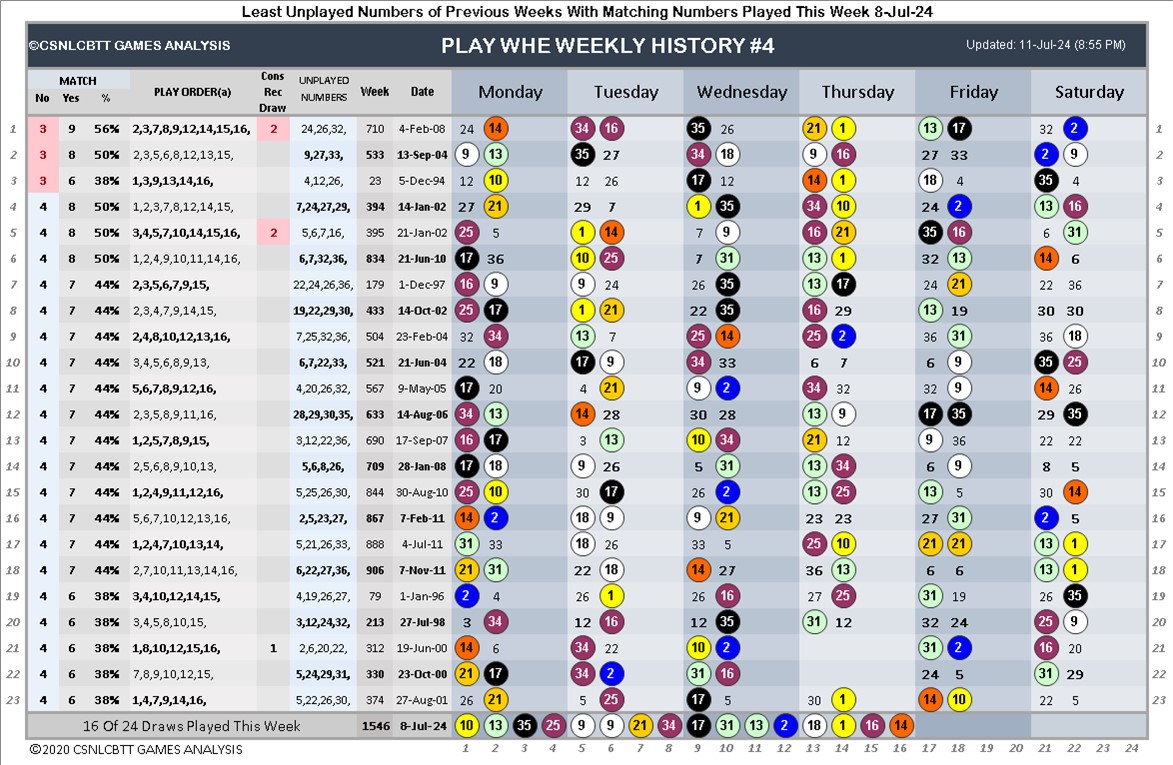 Least Unplayed Numbers of Previous Weeks With Matching Numbers Played This Week 8-Jul-24
©CSNLCBTT GAMES ANALYSIS PLAY WHE WEEKLY HISTORY #4 Updated: 11-Jul-24 (8:55 PM)
MATCH Cons
No Yes % PLAY ORDER(a) Rec UNPLAYED Week Date Monday Tuesday Wednesday Thursday Friday Saturday
Draw NUMBERS
1 3 9 56% 2,3,7,8,9,12,14,15,16, 2 24,26,32, 710 4-Feb-08 24 14 34 16 35 26 21 1 13 17 32 2 1
2 3 8 50% 2,3,5,6,8,12,13,15, 9,27,33, 533 13-Sep-04 9 13 35 27 34 18 9 16 27 33 2 9 2
3 3 6 38% 1,3,9,13,14,16, 4,12,26, 23 5-Dec-94 12 10 12 26 17 12 14 1 18 4 35 4 3
4 4 8 50% 1,2,3,7,8,12,14,15, 7,24,27,29, 394 14-Jan-02 27 21 29 7 1 35 34 10 24 2 13 16 4
5 4 8 50% 3,4,5,7,10,14,15,16, 2 5,6,7,16, 395 21-Jan-02 25 5 1 14 7 9 16 21 35 16 6 31 5
6 4 8 50% 1,2,4,9,10,11,14,16, 6,7,32,36, 834 21-Jun-10 17 36 10 25 7 31 13 1 32 13 14 6 6
7 4 7 44% 2,3,5,6,7,9,15, 22,24,26,36, 179 1-Dec-97 16 9 9 24 26 35 13 17 24 21 22 36 7
8 4 7 44% 2,3,4,7,9,14,15, 19,22,29,30, 433 14-Oct-02 25 17 1 21 22 35 16 29 13 19 30 30 8
9 4 7 44% 2,4,8,10,12,13,16, 7,25,32,36, 504 23-Feb-04 32 34 13 7 25 14 25 2 36 31 36 18 9
10 4 7 44% 3,4,5,6,8,9,13, 6,7,22,33, 521 21-Jun-04 22 18 17 9 34 33 6 7 6 9 35 25 10
11 4 7 44% 5,6,7,8,9,12,16, 4,20,26,32, 567 9-May-05 17 20 4 21 9 2 34 32 32 9 14 26 11
12 4 7 44% 2,3,5,8,9,11,16, 28,29,30,35, 633 14-Aug-06 34 13 14 28 30 28 13 9 17 35 29 35 12
13 4 7 44% 1,2,5,7,8,9,15, 3,12,22,36, 690 17-Sep-07 16 17 3 13 10 34 21 12 9 36 22 22 13
14 4 7 44% 2,5,6,8,9,10,13, 5,6,8,26, 709 28-Jan-08 17 18 9 26 5 31 13 34 6 9 8 5 14
15 4 7 44% 1,2,4,9,11,12,16, 5,25,26,30, 844 30-Aug-10 25 10 30 17 26 2 13 25 13 5 30 14 15
16 4 7 44% 5,6,7,10,12,13,16, 2,5,23,27, 867 7-Feb-11 14 2 18 9 9 21 23 23 27 31 2 5 16
17 4 7 44% 1,2,4,7,10,13,14, 5,21,26,33, 888 4-Jul-11 31 33 18 26 33 5 25 10 21 21 13 1 17
18 4 7 44% 2,7,10,11,13,14,16, 6,22,27,36, 906 7-Nov-11 21 31 22 18 14 27 36 13 6 6 13 1 18
19 4 6 38% 3,4,10,12,14,15, 4,19,26,27, 79 1-Jan-96 2 4 26 1 26 16 27 25 31 19 26 35 19
20 4 6 38% 3,4,5,8,10,15, 3,12,24,32, 213 27-Jul-98 3 34 12 16 12 35 31 12 32 24 25 9 20
21 4 6 38% 1,8,10,12,15,16, 1 2,6,20,22, 312 19-Jun-00 14 6 34 22 10 2 31 2 16 20 21
22 4 6 38% 7,8,9,10,12,15, 5,24,29,31, 330 23-Oct-00 21 17 34 2 31 16 24 5 31 29 22
23 4 6 38% 1,4,7,9,14,16, 5,22,26,30, 374 27-Aug-01 26 21 5 25 17 5 30 1 14 10 22 5 23
16 Of 24 Draws Played This Week 1546 8-Jul-24 10 13 35 25 9 9 21 34 17 31 13 2 18 1 16 14
©2020 CSNLCBTT GAMES ANALYSIS 1 2 3 4 5 6 7 8 9 10 11 12 13 14 15 16 17 18 19 20 21 22 23 24